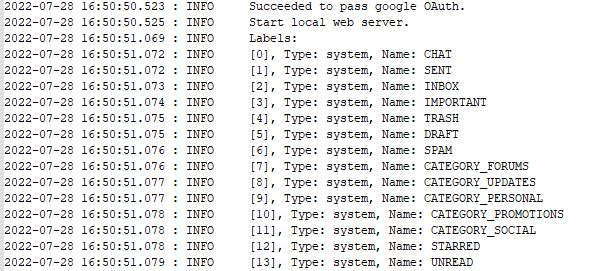 2022-07-28 16:50:50.523 : INFO Succeeded to pass google OAuth.
2022-07-28 16:50:50.525 : INFO Start local web server.
2022-07-28 16:50:51.069 : INFO Labels:
2022-07-28 16:50:51.072 : INFO [0], Type: system, Name: CHAT
2022-07-28 16:50:51.072 : INFO [1], Type: system, Name: SENT
2022-07-28 16:50:51.073 : INFO [2], Type: system, Name: INBOX
2022-07-28 16:50:51.074 : INFO [3], Type: system, Name: IMPORTANT
2022-07-28 16:50:51.075 : INFO [4], Type: system, Name: TRASH
2022-07-28 16:50:51.075 : INFO [5], Type: system, Name: DRAFT
2022-07-28 16:50:51.076 : INFO [6], Type: system, Name: SPAM
2022-07-28 16:50:51.076 : INFO [7], Type: system, Name: CATEGORY_FORUMS
2022-07-28 16:50:51.077 : INFO [8], Type: system, Name: CATEGORY_UPDATES
2022-07-28 16:50:51.077 : INFO [9], Type: system, Name: CATEGORY_PERSONAL
2022-07-28 16:50:51.078 : INFO [10], Type: system, Name: CATEGORY_PROMOTIONS
2022-07-28 16:50:51.078 : INFO [11], Type: system, Name: CATEGORY_SOCIAL
2022-07-28 16:50:51.078 : INFO [12], Type: system, Name: STARRED
2022-07-28 16:50:51.079 : INFO [13], Type: system, Name: UNREAD